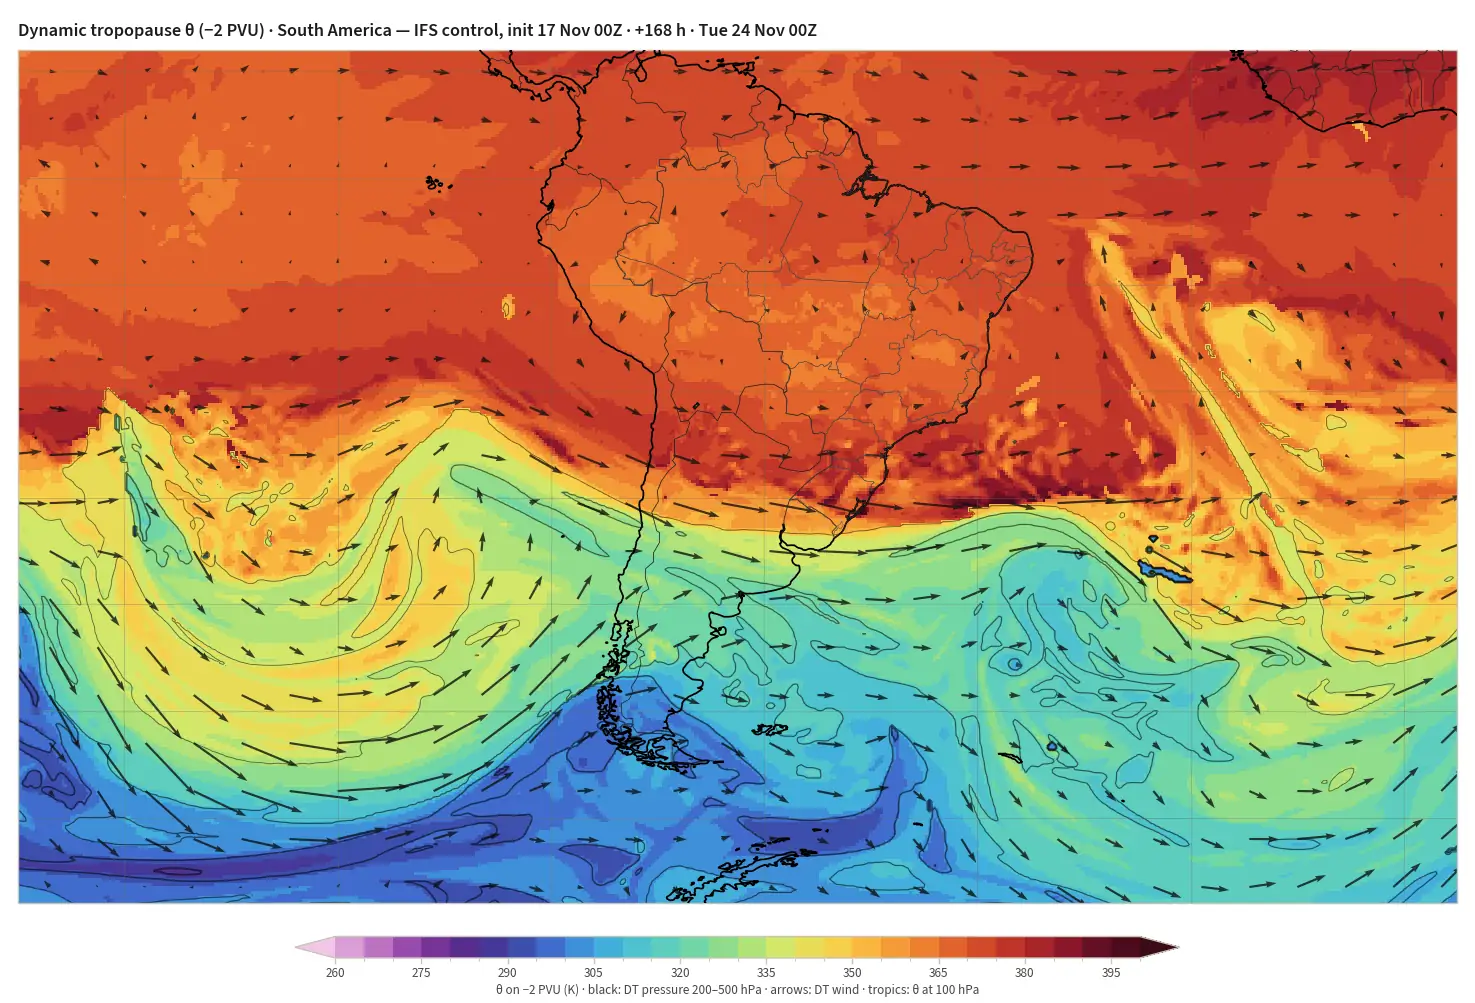 Dynamic tropopause θ (−2 PVU) · South America — IFS control, init 17 Nov 00Z · +168 h · Tue 24 Nov 00Z
260 275 290 305 320 335 350 365 380 395
θ on −2 PVU (K) · black: DT pressure 200–500 hPa · arrows: DT wind · tropics: θ at 100 hPa